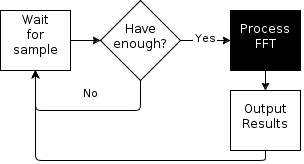 Wait
for
sample
Have
enough?
Yes
Process
FFT
No
Output
Results